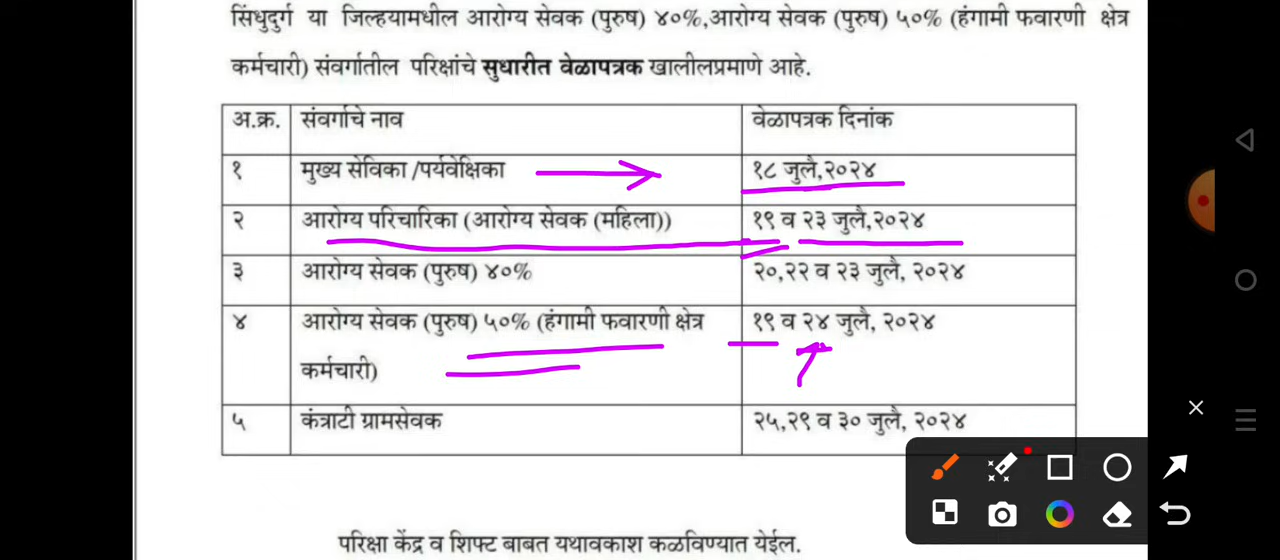 सिंधुदुर्ग या जिल्हयामधील आरोग्य सेवक (पुरुष) ४०%,आरोग्य सेवक (पुरुष) ५०% (हंगामी फवारणी क्षेत्र
कर्मचारी) संवर्गातील परिक्षांचे सुधारीत वेळापत्रक खालीलप्रमाणे आहे.
अ.क्र. संवर्गाचे नाव वेळापत्रक दिनांक
१ मुख्य सेविका /पर्यवेक्षिका १८ जुलै,२०२४
२ आरोग्य परिचारिका (आरोग्य सेवक (महिला)) १९ व २३ जुलै,२०२४
३ आरोग्य सेवक (पुरुष) ४०% २०,२२ व २३ जुलै, २०२४
४ आरोग्य सेवक (पुरुष) ५०% (हंगामी फवारणी क्षेत्र १९ व २४ जुलै, २०२४
कर्मचारी)
५ कंत्राटी ग्रामसेवक २५,२९ व ३० जुलै, २०२४
परिक्षा केंद्र व शिफ्ट बाबत यथावकाश कळविण्यात येईल.